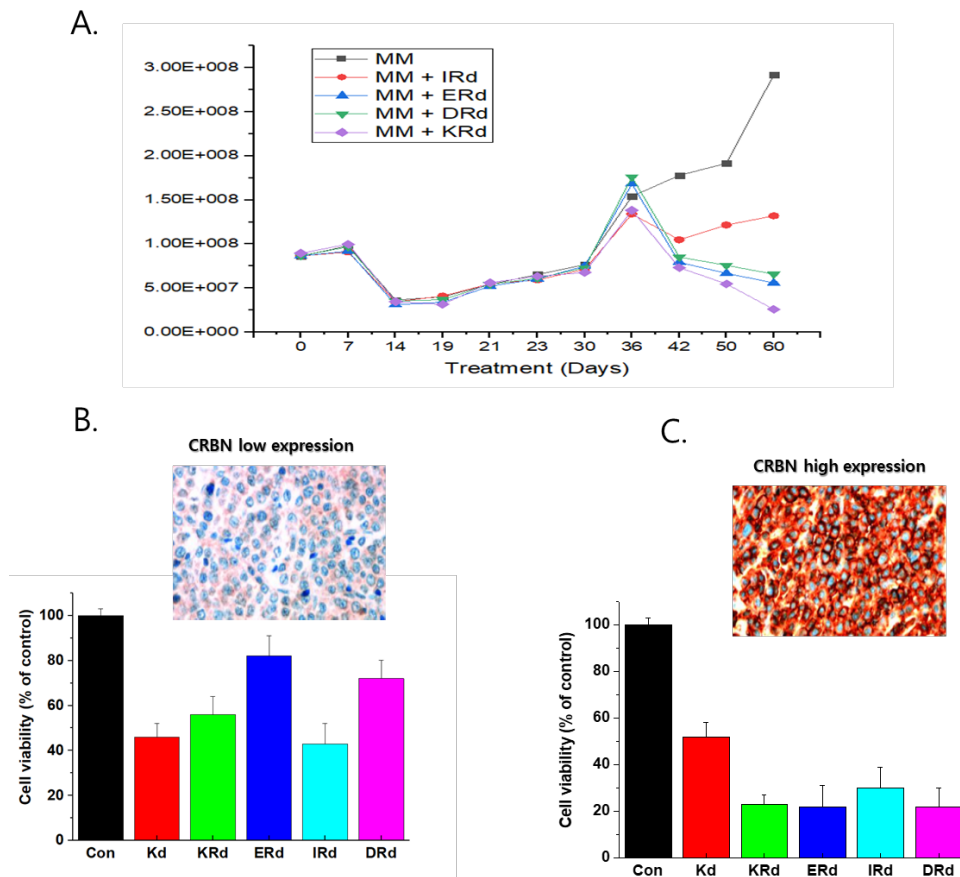 A.
MM
MM + IRd
MM + ERd
MM + DRd
MM + KRd
3.00E+008
2.50E+008
2.00E+008
1.50E+008
1.00E+008
5.00E+007
0.00E+000
0 7 14 19 21 23 30 36 42 50 60
Treatment (Days)
B.
CRBN low expression
Cell viability (% of control)
100
80
60
40
20
0
Con Kd KRd ERd IRd DRd
C.
CRBN high expression
Cell viability (% of control)
100
80
60
40
20
0
Con Kd KRd ERd IRd DRd